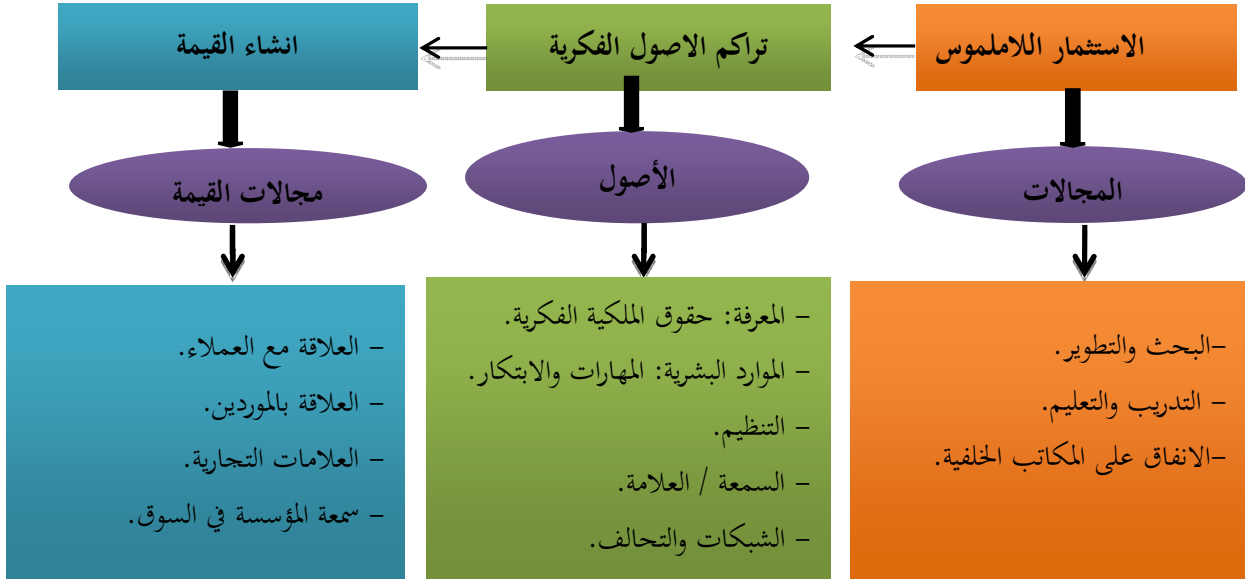 الاستثمار اللاملموس
تراكم الاصول الفكرية
انشاء القيمة
المجالات
الأصول
مجالات القيمة
-البحث والتطوير.
- التدريب والتعليم.
-الانفاق على المكاتب الخلفية.
- المعرفة: حقوق الملكية الفكرية.
- الموارد البشرية: المهارات والابتكار.
- التنظيم.
- السمعة / العلامة.
- الشبكات والتحالف.
- العلاقة مع العملاء.
- العلاقة بالموردين.
- العلامات التجارية.
- سمعة المؤسسة في السوق.